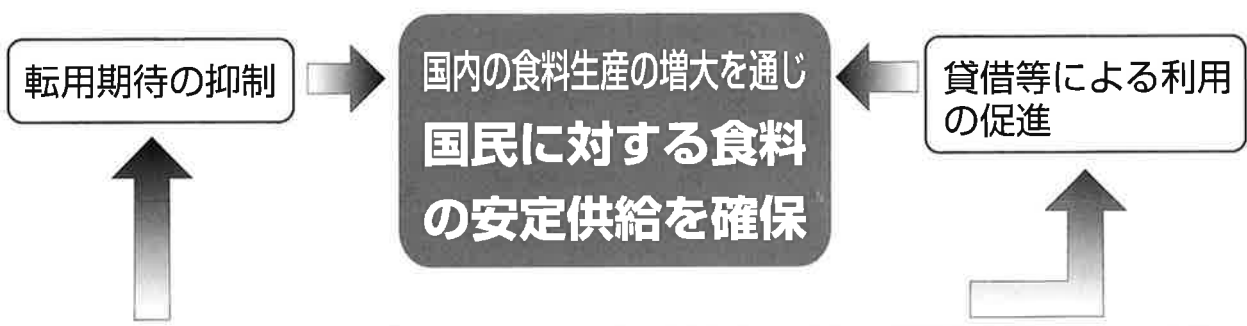 転用期待の抑制
国内の食料生産の増大を通じ
国民に対する食料
の安定供給を確保
貸借等による利用
の促進